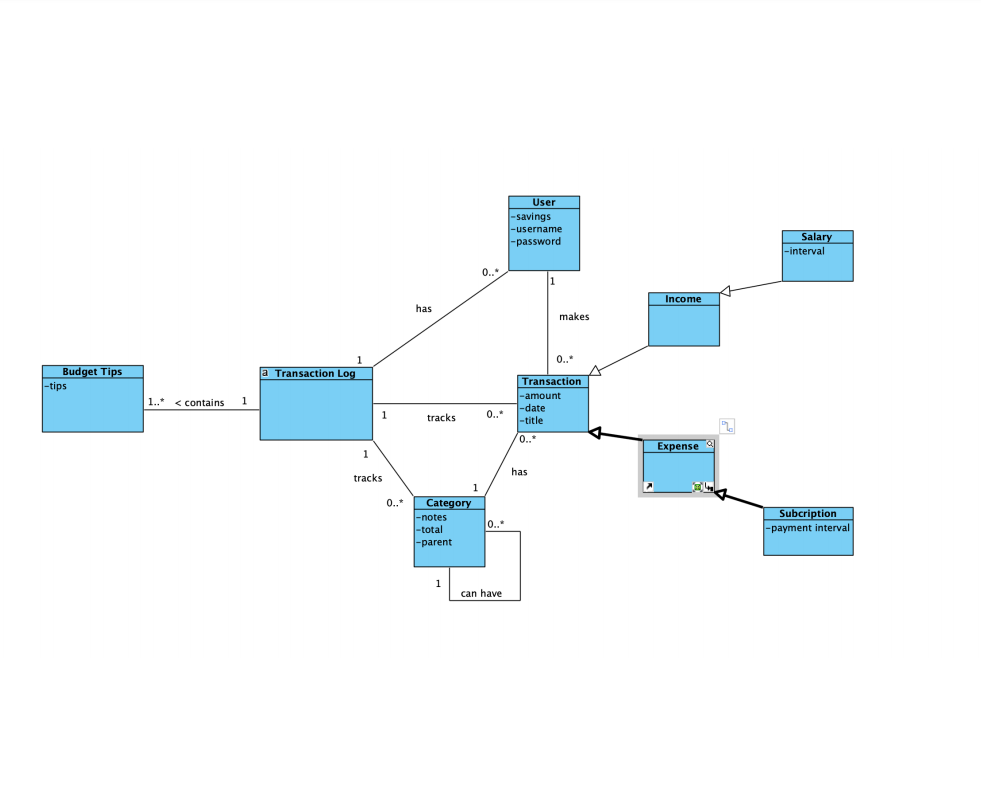 User
-savings
-username
-password
Salary
-interval
0..*
1
has
makes
Income
1
0..*
Budget Tips
-tips
1..*
< contains
1
a
Transaction Log
Transaction
-amount
-date
-title
1
tracks
0..*
0..*
Expense
1
tracks
0..*
has
1
Category
-notes
-total
-parent
0..*
1
can have
Subcription
-payment interval